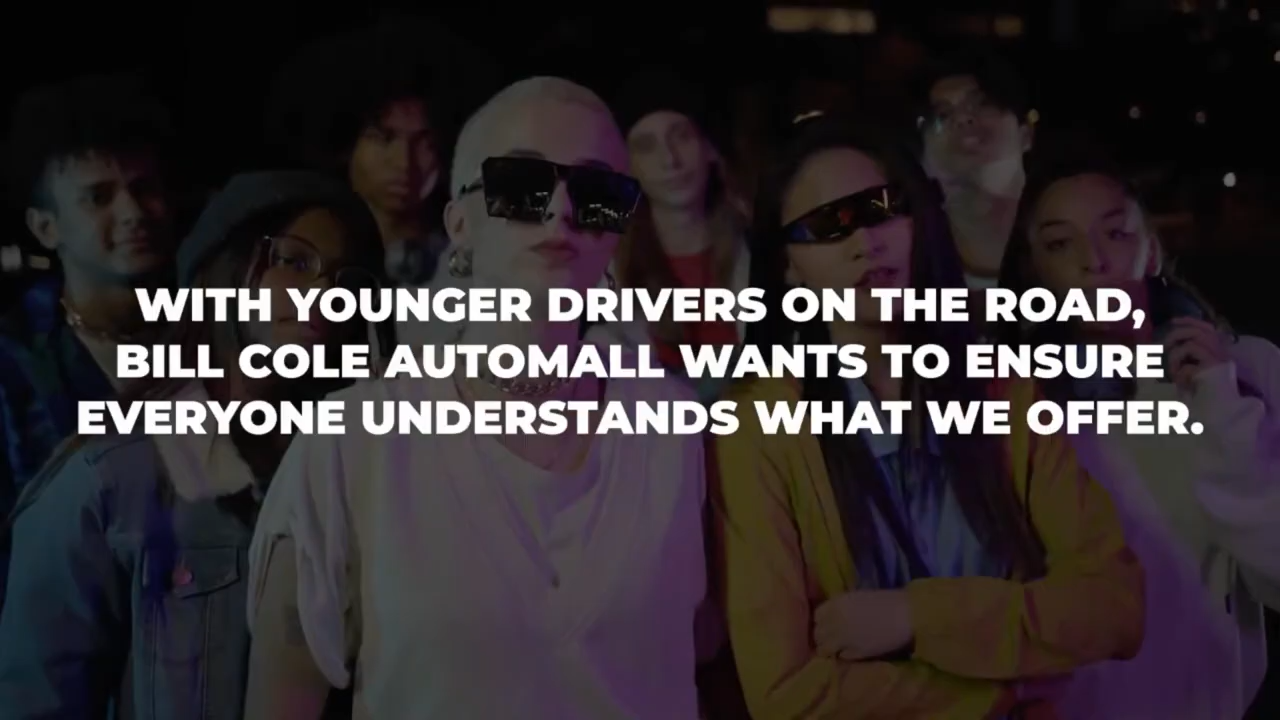 WITH YOUNGER DRIVERS ON THE ROAD,
BILL COLE AUTOMALL WANTS TO ENSURE
EVERYONE UNDERSTANDS WHAT WE OFFER.